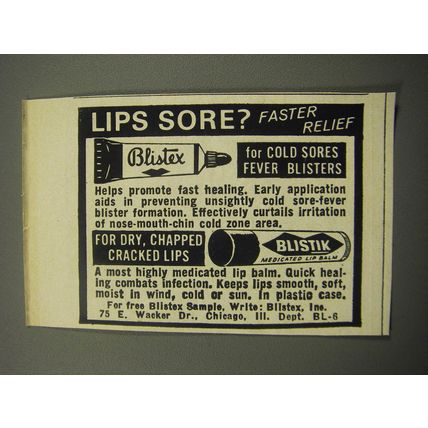 LIPS SORE? FASTER RELIEF
Blistex
for COLD SORES
FEVER BLISTERS
Helps promote fast healing. Early application
aids in preventing unsightly cold sore-fever
blister formation. Effectively curtails irritation
of nose-mouth-chin cold zone area.
FOR DRY, CHAPPED
CRACKED LIPS
BLISTIK
MEDICATED LIP BALM
A most highly medicated lip balm. Quick heal-
ing combats infection. Keeps lips smooth, soft,
moist in wind, cold or sun. In plastic case.
For free Blistex Sample, Write: Blistex, Inc.
75 E. Wacker Dr., Chicago, Ill. Dept. BL-6